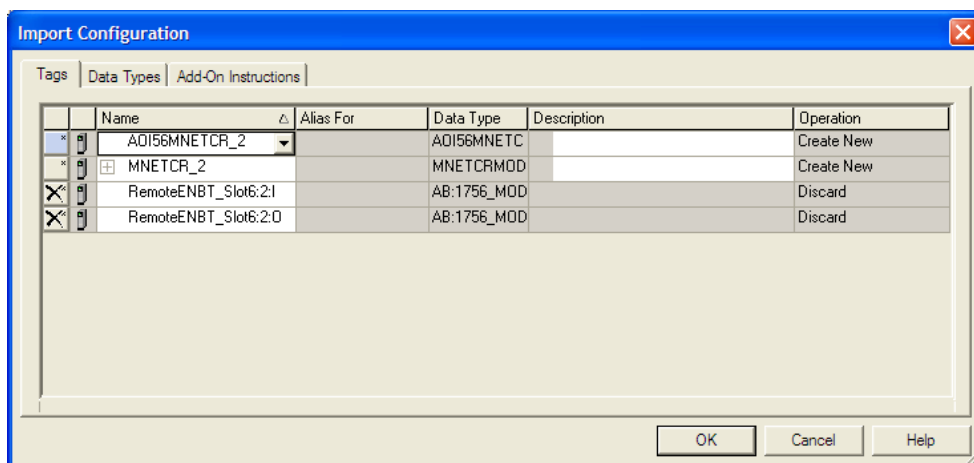 Import Configuration
Tags Data Types Add-On Instructions
Name Alias For Data Type Description Operation
AOI56MNETCR_2 AOI56MNETC Create New
MNETCR_2 MNETCRMOD Create New
RemoteENBT_Slot6:2:I AB:1756_MOD Discard
RemoteENBT_Slot6:2:O AB:1756_MOD Discard
OK Cancel Help